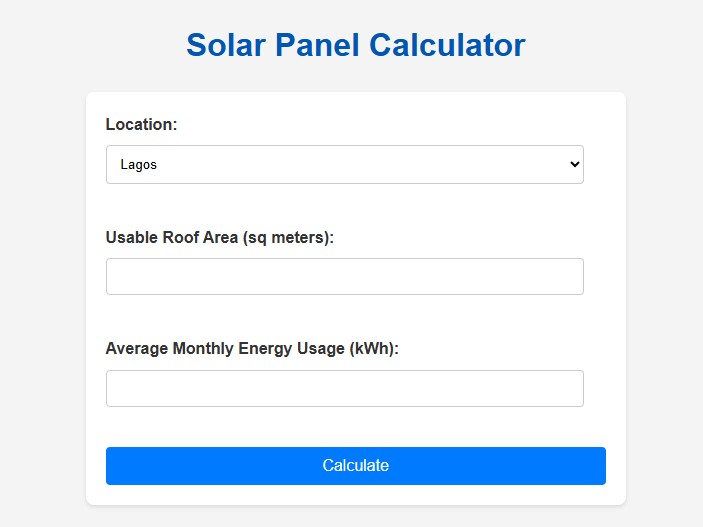 Solar Panel Calculator
Location:
Lagos
Usable Roof Area (sq meters):
Average Monthly Energy Usage (kWh):
Calculate